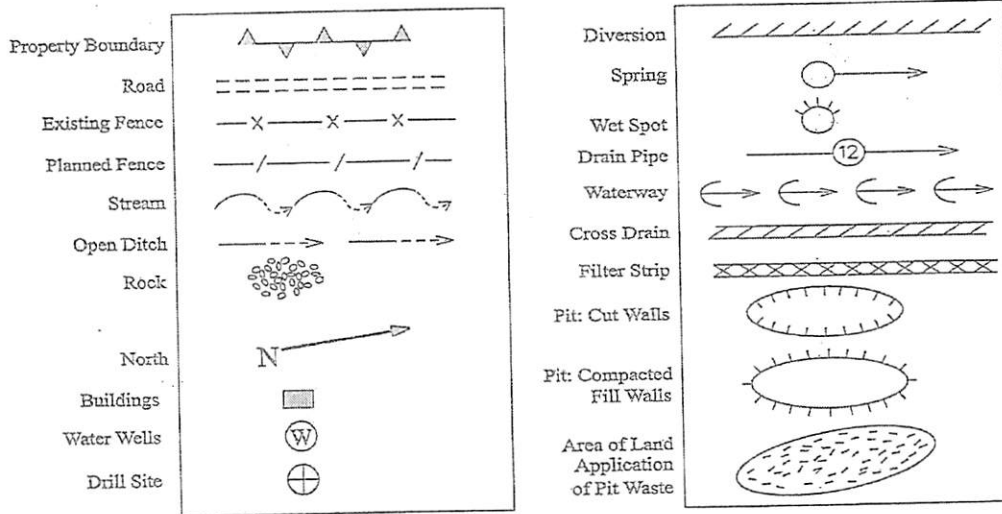 Property Boundary
Road
Existing Fence
X X X
Planned Fence
Stream
Open Ditch
Rock
North
N
Buildings
Water Wells
W
Drill Site
Diversion
Spring
Wet Spot
Drain Pipe
12
Waterway
Cross Drain
Filter Strip
Pit: Cut Walls
Pit: Compacted
Fill Walls
Area of Land
Application
of Pit Waste